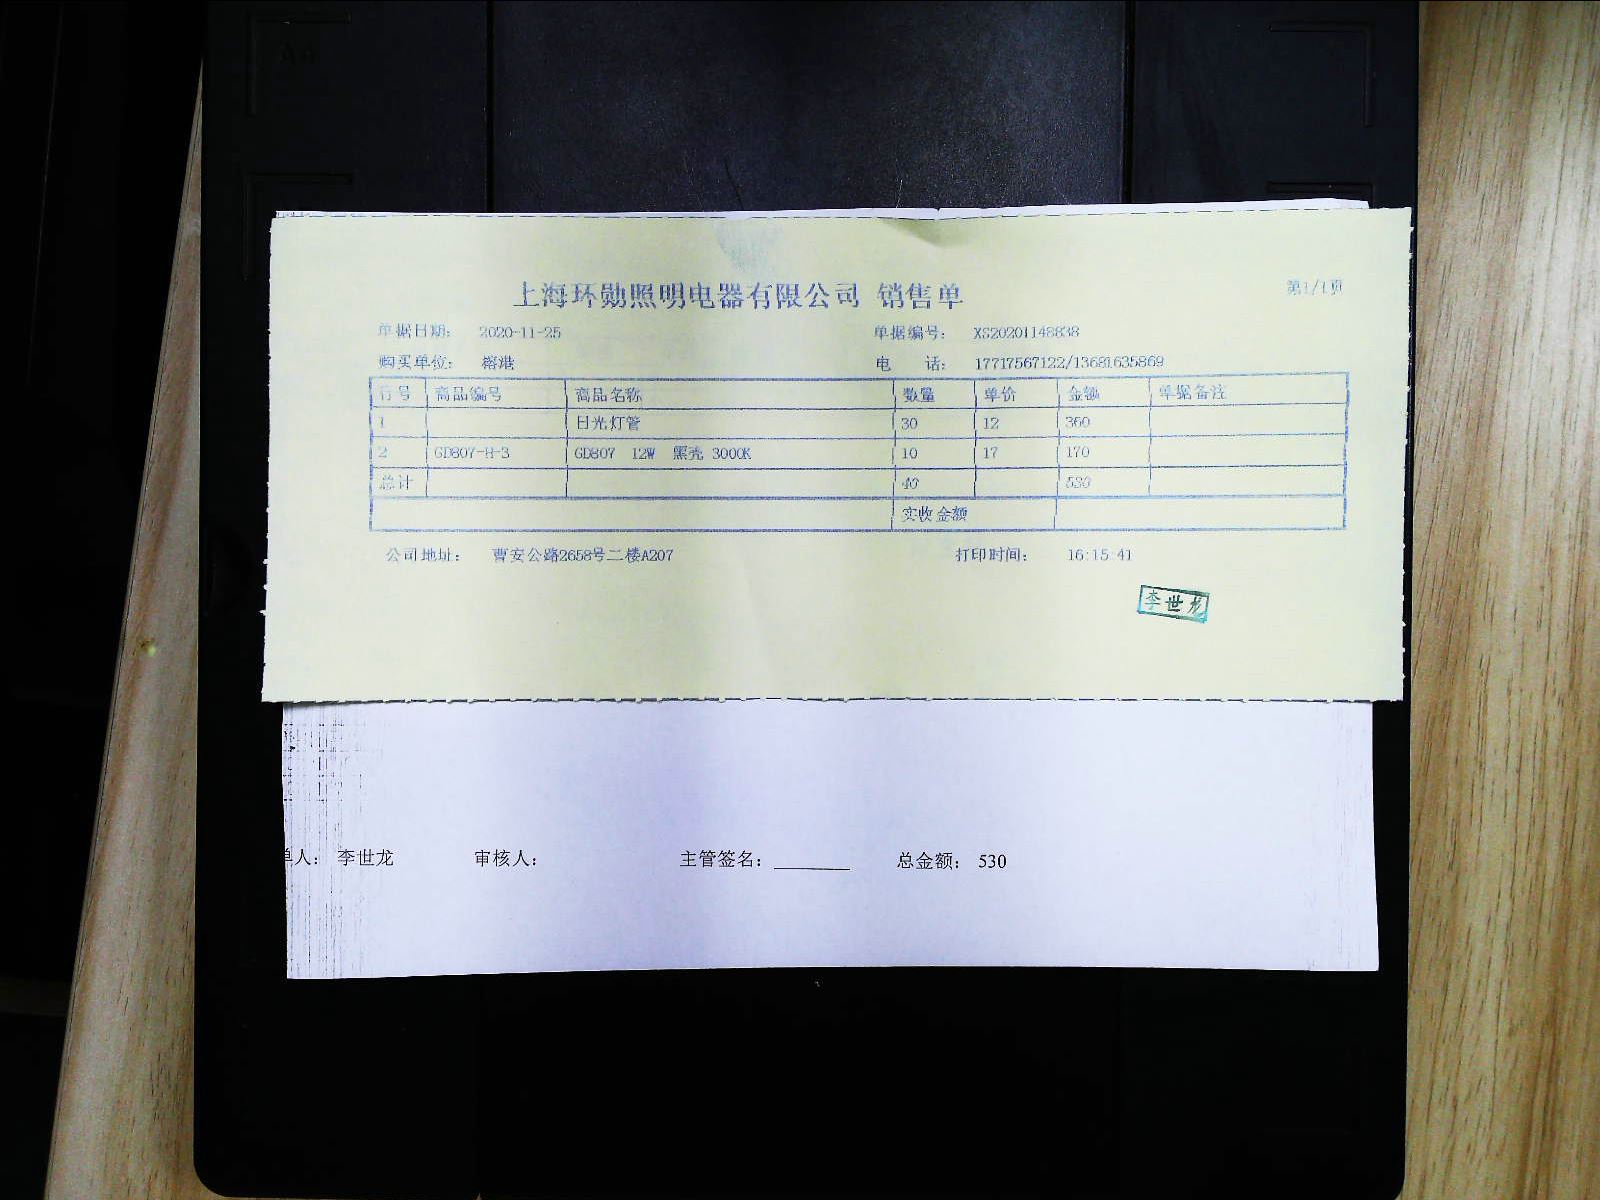 上海环勋照明电器有限公司 销售单
第1/1页
单据日期： 2020-11-25 单据编号： XS20201148838
购买单位： 榕港 电 话： 17717567122/13681635869
行号 商品编号 商品名称 数量 单价 金额 单据备注
1 日光灯管 30 12 360
2 GD807-H-3 GD807 12W 黑壳 3000K 10 17 170
总计 40 530
实收金额
公司地址： 曹安公路2658号二楼A207 打印时间： 16:15:41
李世龙
单人： 李世龙 审核人： 主管签名： 总金额： 530